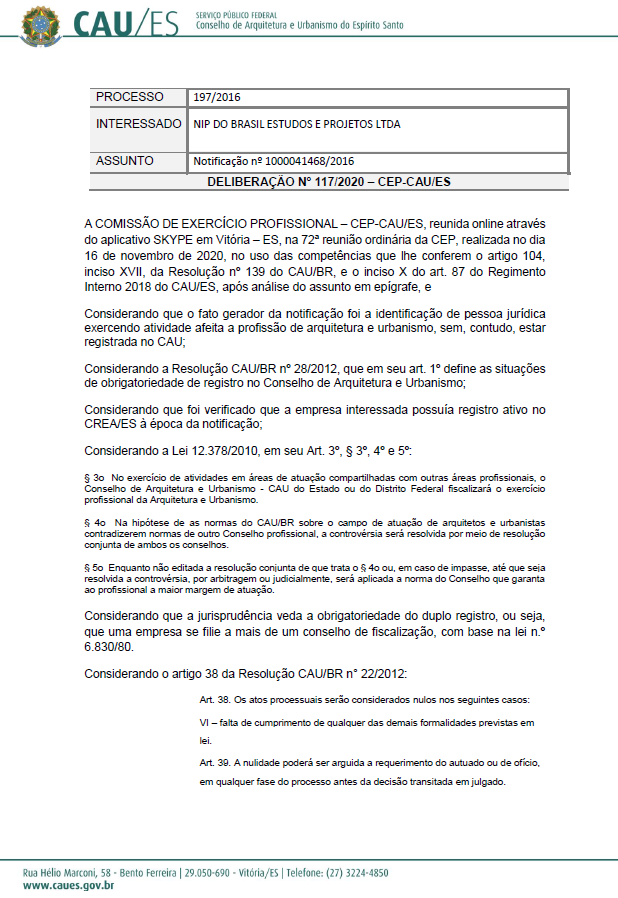 CAU/ES
SERVIÇO PÚBLICO FEDERAL
Conselho de Arquitetura e Urbanismo do Espírito Santo
PROCESSO 197/2016
INTERESSADO NIP DO BRASIL ESTUDOS E PROJETOS LTDA
ASSUNTO Notificação nº 1000041468/2016
DELIBERAÇÃO N° 117/2020 – CEP-CAU/ES
A COMISSÃO DE EXERCÍCIO PROFISSIONAL – CEP-CAU/ES, reunida online através
do aplicativo SKYPE em Vitória – ES, na 72ª reunião ordinária da CEP, realizada no dia
16 de novembro de 2020, no uso das competências que lhe conferem o artigo 104,
inciso XVII, da Resolução nº 139 do CAU/BR, e o inciso X do art. 87 do Regimento
Interno 2018 do CAU/ES, após análise do assunto em epígrafe, e
Considerando que o fato gerador da notificação foi a identificação de pessoa jurídica
exercendo atividade afeita a profissão de arquitetura e urbanismo, sem, contudo, estar
registrada no CAU;
Considerando a Resolução CAU/BR nº 28/2012, que em seu art. 1º define as situações
de obrigatoriedade de registro no Conselho de Arquitetura e Urbanismo;
Considerando que foi verificado que a empresa interessada possuía registro ativo no
CREA/ES à época da notificação;
Considerando a Lei 12.378/2010, em seu Art. 3º, § 3º, 4º e 5º:
§ 3o No exercício de atividades em áreas de atuação compartilhadas com outras áreas profissionais, o
Conselho de Arquitetura e Urbanismo - CAU do Estado ou do Distrito Federal fiscalizará o exercício
profissional da Arquitetura e Urbanismo.
§ 4o Na hipótese de as normas do CAU/BR sobre o campo de atuação de arquitetos e urbanistas
contradizerem normas de outro Conselho profissional, a controvérsia será resolvida por meio de resolução
conjunta de ambos os conselhos.
§ 5o Enquanto não editada a resolução conjunta de que trata o § 4o ou, em caso de impasse, até que seja
resolvida a controvérsia, por arbitragem ou judicialmente, será aplicada a norma do Conselho que garanta
ao profissional a maior margem de atuação.
Considerando que a jurisprudência veda a obrigatoriedade do duplo registro, ou seja,
que uma empresa se filie a mais de um conselho de fiscalização, com base na lei n.º
6.830/80.
Considerando o artigo 38 da Resolução CAU/BR n° 22/2012:
Art. 38. Os atos processuais serão considerados nulos nos seguintes casos:
VI – falta de cumprimento de qualquer das demais formalidades previstas em
lei.
Art. 39. A nulidade poderá ser arguida a requerimento do autuado ou de ofício,
em qualquer fase do processo antes da decisão transitada em julgado.
Rua Hélio Marconi, 58 - Bento Ferreira | 29.050-690 - Vitória/ES | Telefone: (27) 3224-4850
www.caues.gov.br